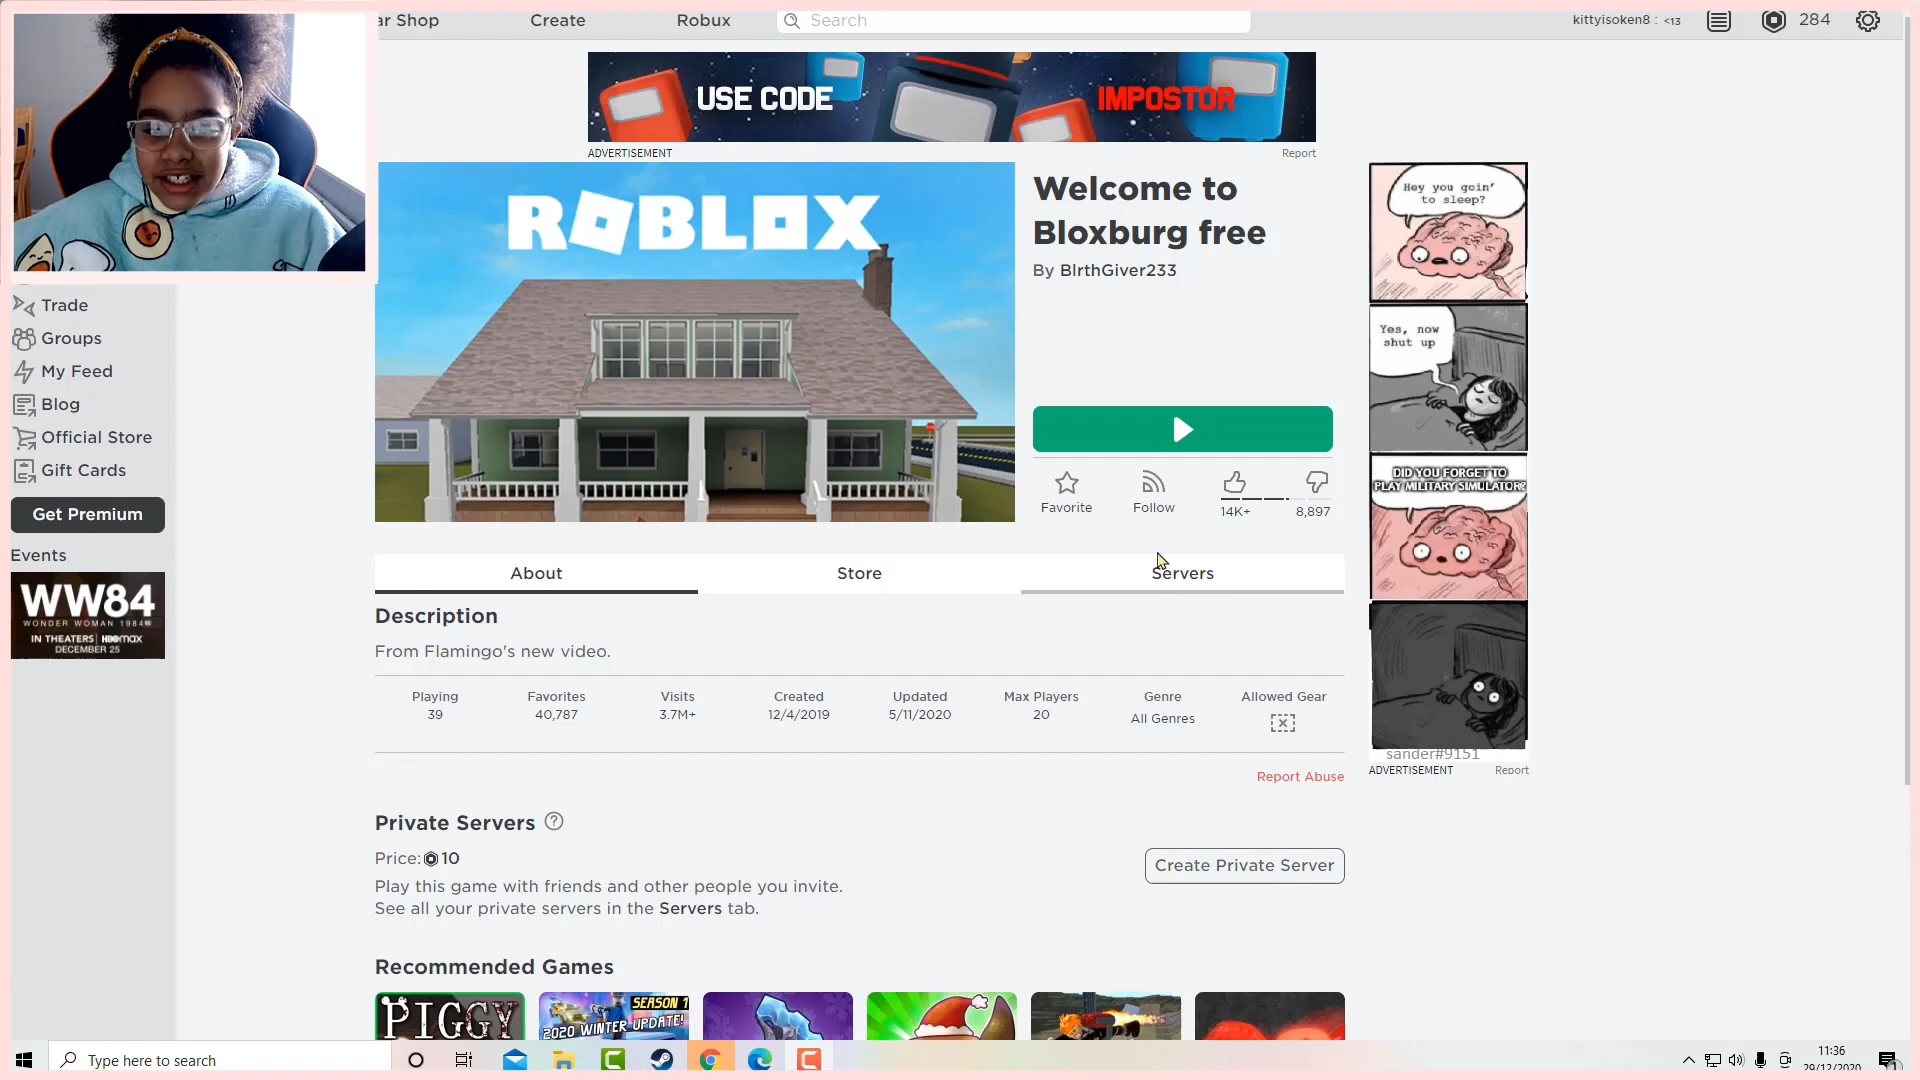 ar Shop
Create
Robux
Search
kittyisoken8 : <13
284
USE CODE
IMPOSTOR
ADVERTISEMENT
Report
ROBLOX
Welcome to
Bloxburg free
By BlrthGiver233
Hey you goin'
to sleep?
Yes, now
shut up
DID YOU FORGET TO
PLAY MILITARY SIMULATOR?
sander#9151
ADVERTISEMENT
Report
Trade
Groups
My Feed
Blog
Official Store
Gift Cards
Get Premium
Events
WW84
WONDER WOMAN 1984
IN THEATERS HBOmax
DECEMBER 25
Favorite
Follow
14K+
8,897
About
Store
Servers
Description
From Flamingo's new video.
Playing
39
Favorites
40,787
Visits
3.7M+
Created
12/4/2019
Updated
5/11/2020
Max Players
20
Genre
All Genres
Allowed Gear
Report Abuse
Private Servers
Price: 10
Play this game with friends and other people you invite.
See all your private servers in the Servers tab.
Create Private Server
Recommended Games
PIGGY
SEASON 1
2020 WINTER UPDATE!
Type here to search
11:36
29/12/2020